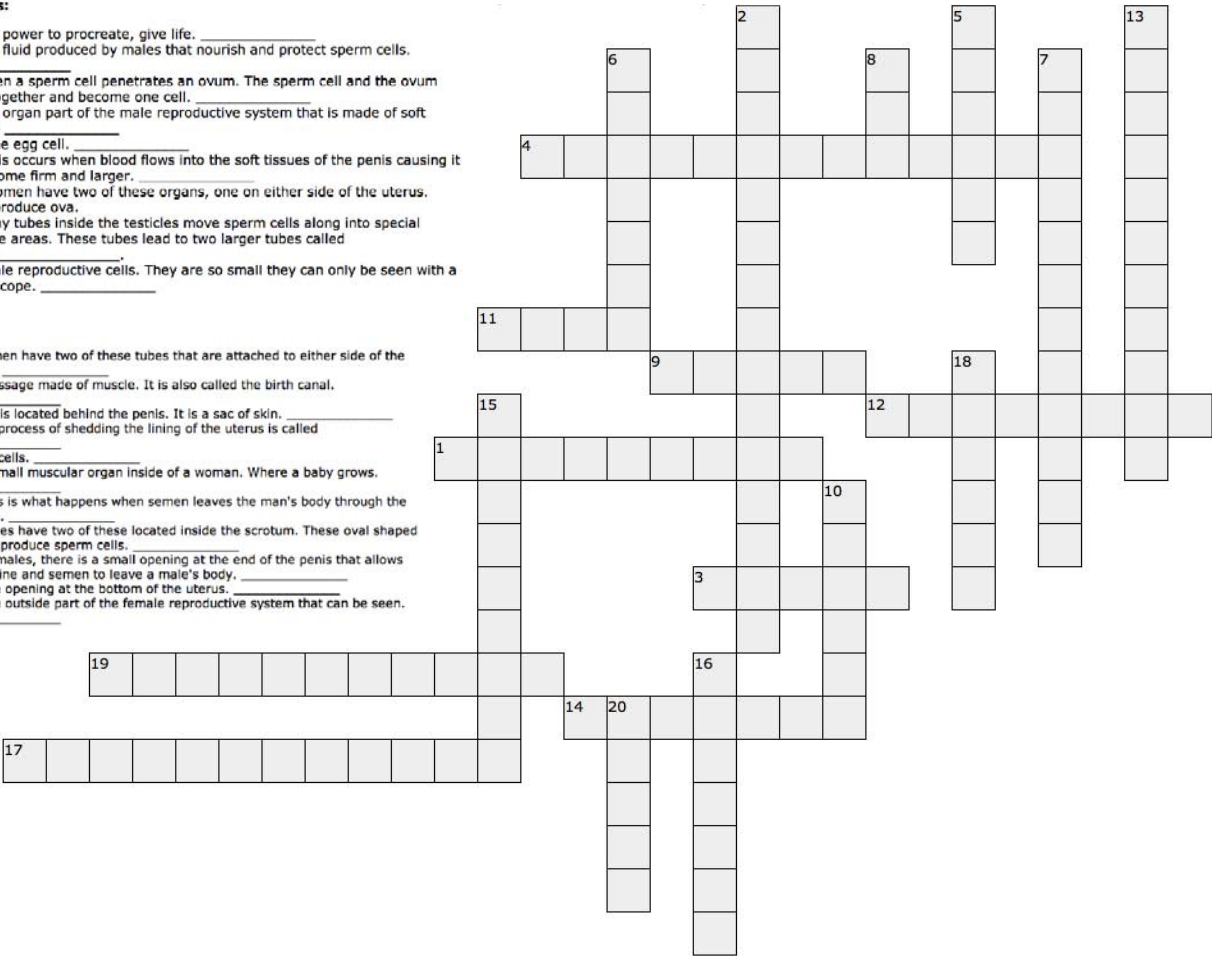 s:
power to procreate, give life.
fluid produced by males that nourish and protect sperm cells.
en a sperm cell penetrates an ovum. The sperm cell and the ovum
gether and become one cell.
organ part of the male reproductive system that is made of soft
e egg cell.
is occurs when blood flows into the soft tissues of the penis causing it
ome firm and larger.
omen have two of these organs, one on either side of the uterus.
roduce ova.
y tubes inside the testicles move sperm cells along into special
e areas. These tubes lead to two larger tubes called
.
le reproductive cells. They are so small they can only be seen with a
cope.
en have two of these tubes that are attached to either side of the
ssage made of muscle. It is also called the birth canal.
is located behind the penis. It is a sac of skin.
process of shedding the lining of the uterus is called
cells.
mall muscular organ inside of a woman. Where a baby grows.
s is what happens when semen leaves the man's body through the
.
es have two of these located inside the scrotum. These oval shaped
produce sperm cells.
males, there is a small opening at the end of the penis that allows
ine and semen to leave a male's body.
opening at the bottom of the uterus.
outside part of the female reproductive system that can be seen.
2 5 13
6 8 7
4
11
9 18
15 12
1
10
3
19 16
14 20
17